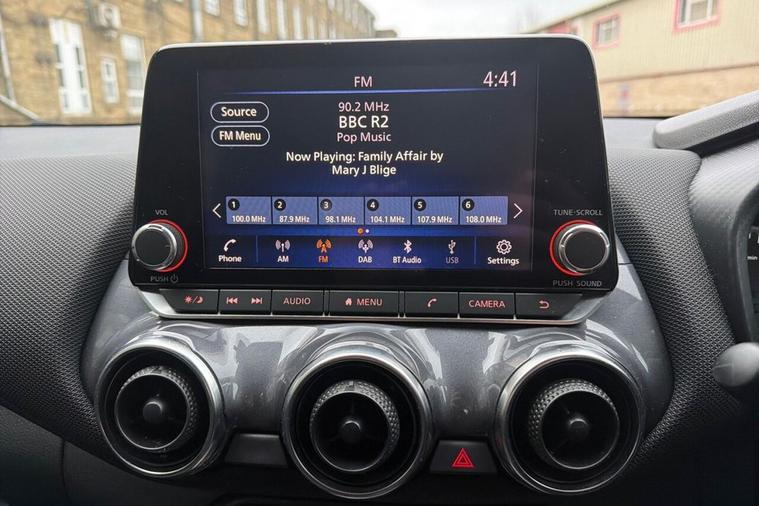 FM
4:41
Source
90.2 MHz
BBC R2
FM Menu
Pop Music
Now Playing: Family Affair by
Mary J Blige
1 2 3 4 5 6
100.0 MHz 87.9 MHz 98.1 MHz 104.1 MHz 107.9 MHz 108.0 MHz
Phone AM FM DAB BT Audio USB Settings
VOL
PUSH
TUNE·SCROLL
PUSH SOUND
AUDIO MENU CAMERA